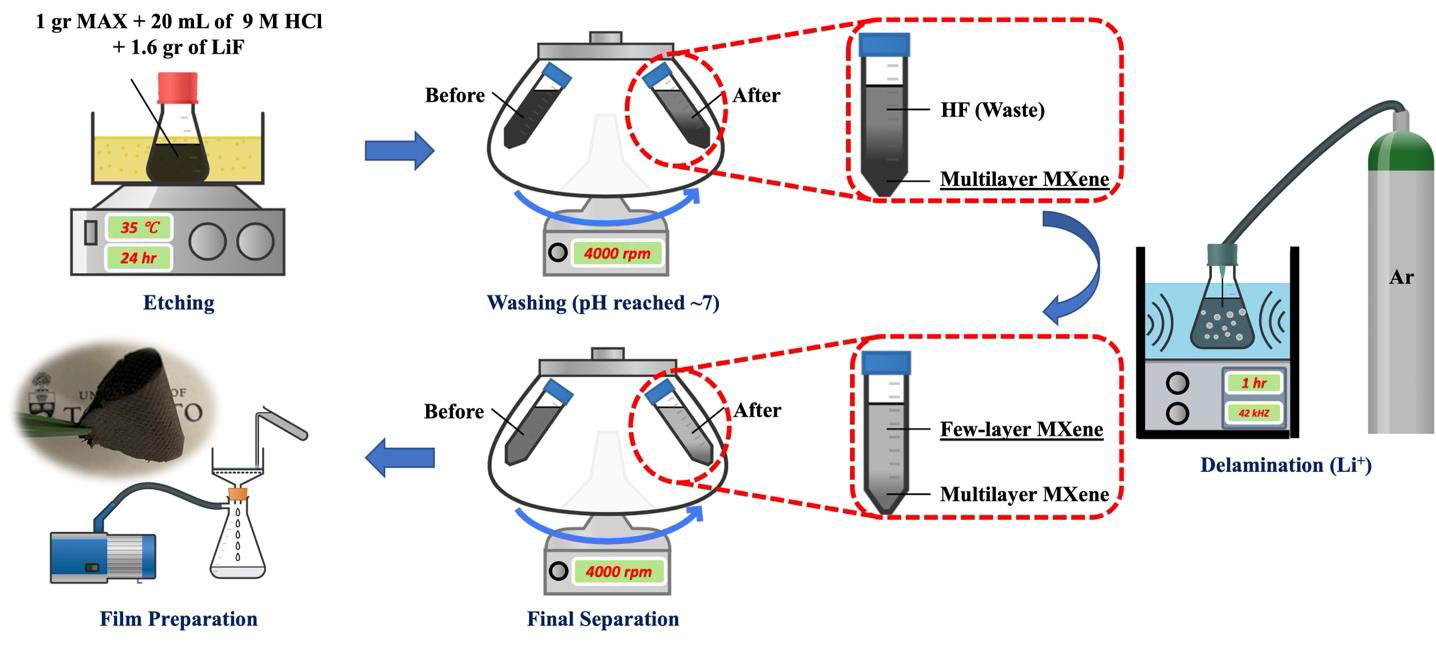 1 gr MAX + 20 mL of 9 M HCl
+ 1.6 gr of LiF
35 ℃
24 hr
Etching
Before
After
4000 rpm
Washing (pH reached ~7)
HF (Waste)
Multilayer MXene
Ar
1 hr
42 kHZ
Delamination (Li⁺)
Before
After
4000 rpm
Final Separation
Few-layer MXene
Multilayer MXene
OF
Film Preparation